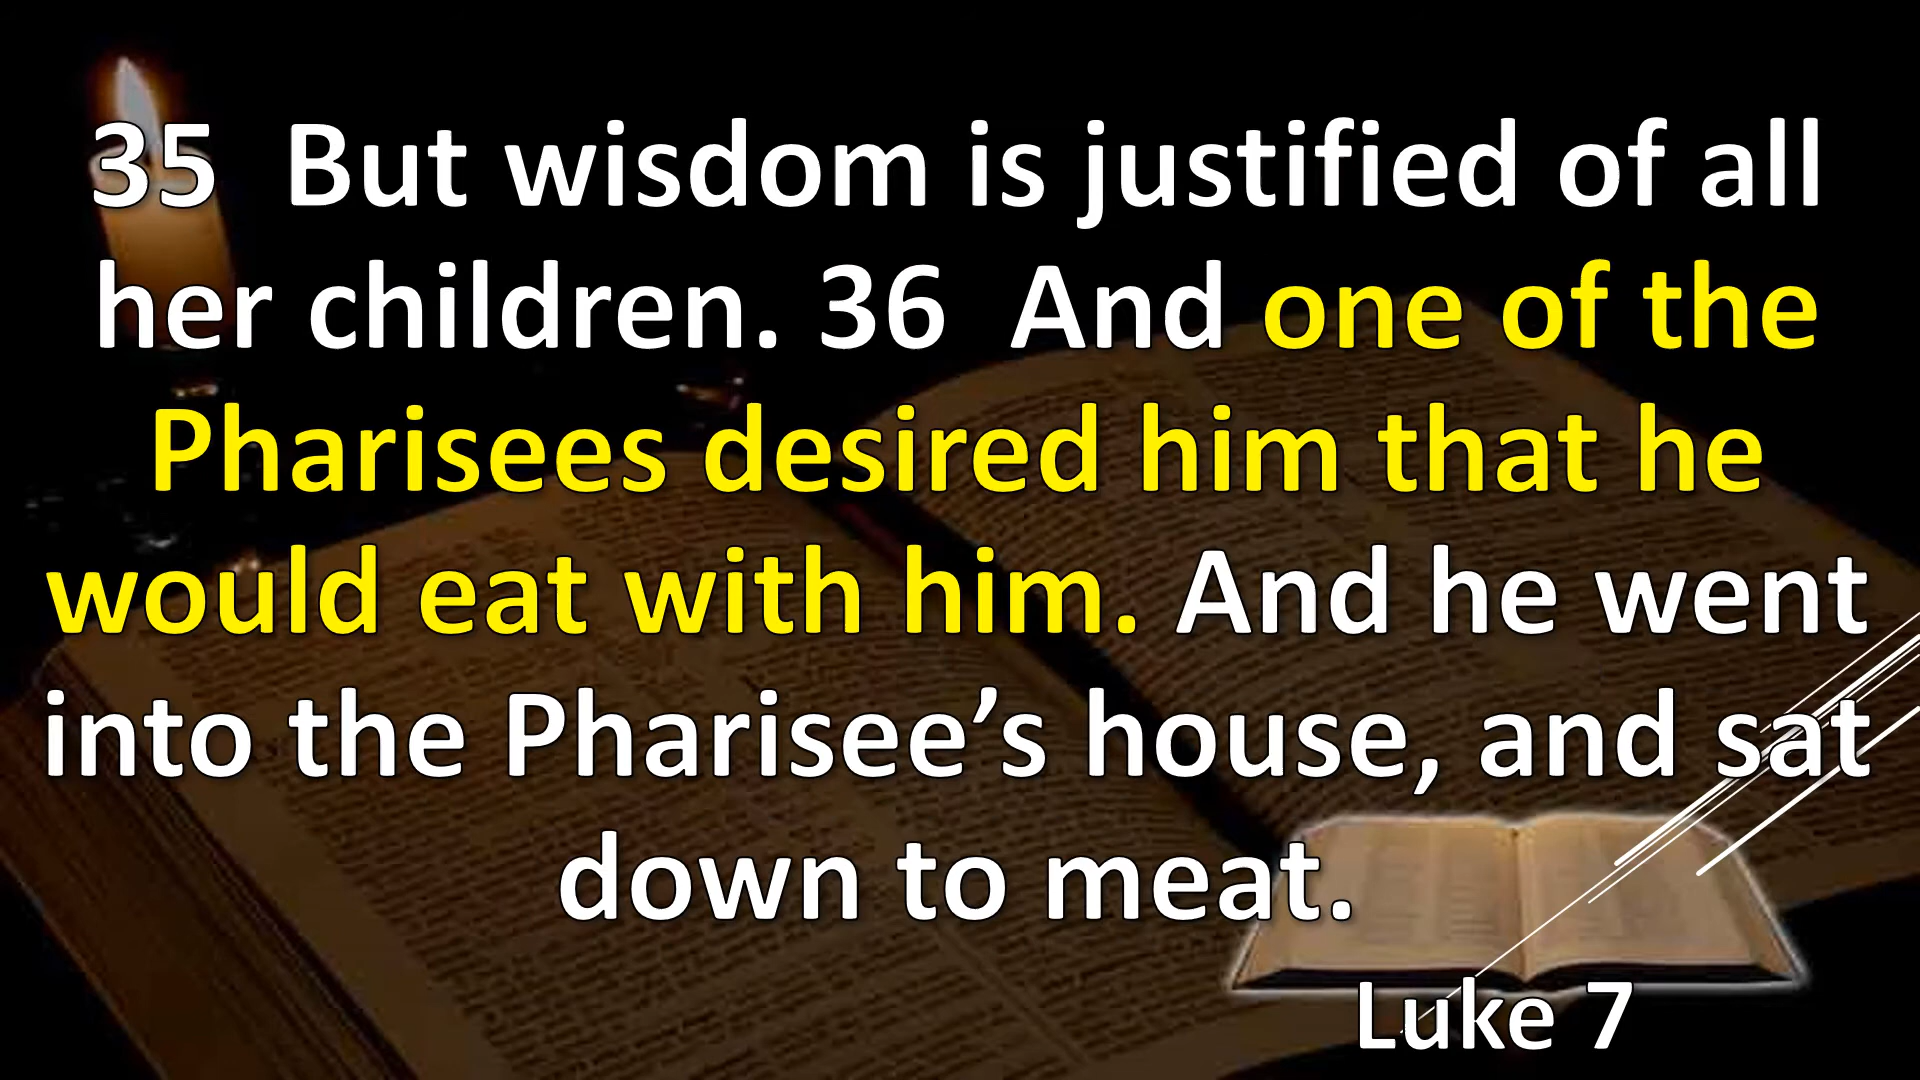 35  But wisdom is justified of all
her children. 36  And one of the
Pharisees desired him that he
would eat with him. And he went
into the Pharisee’s house, and sat
down to meat.
Luke 7